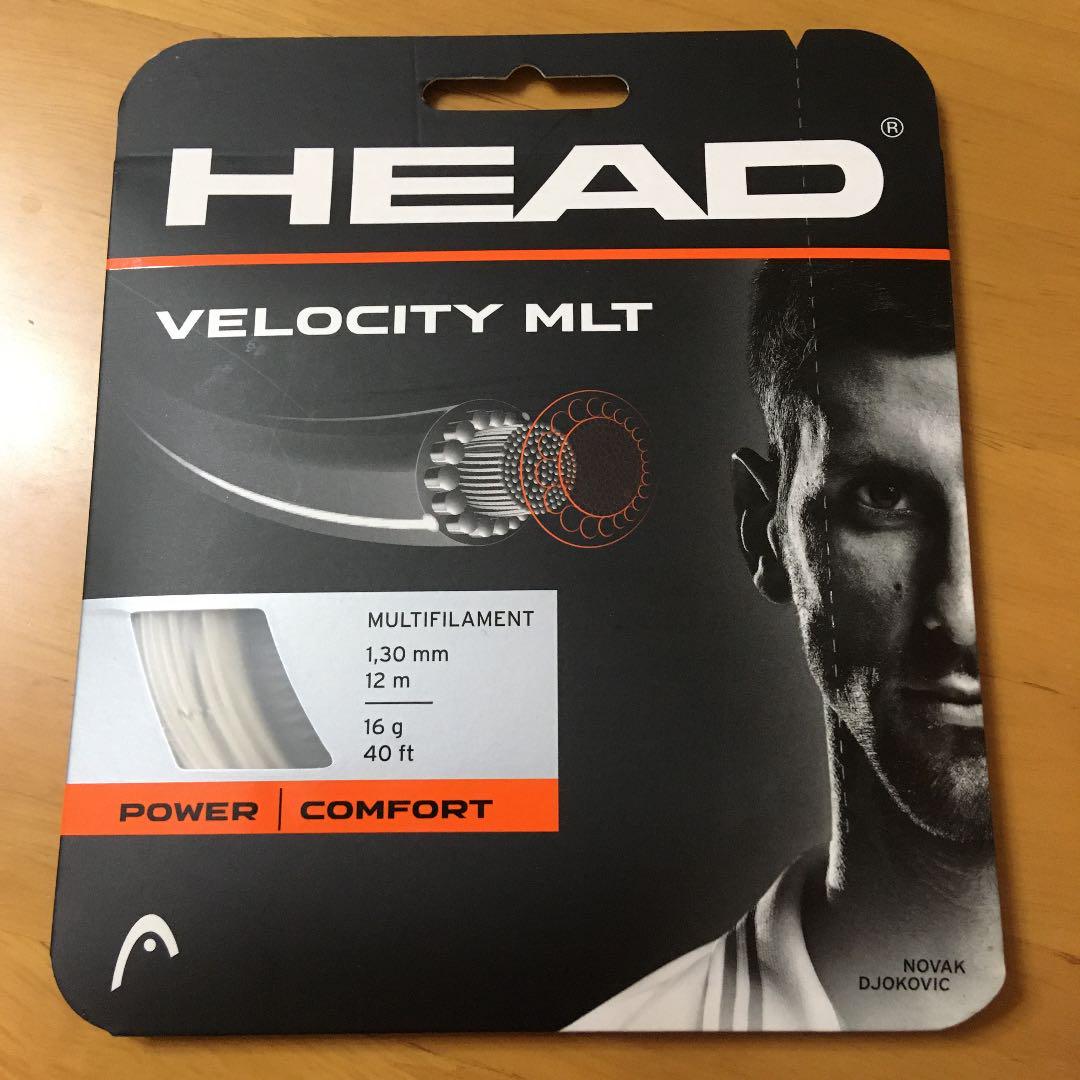 HEAD®
VELOCITY MLT
MULTIFILAMENT
1,30 mm
12 m
16 g
40 ft
POWER | COMFORT
NOVAK
DJOKOVIC